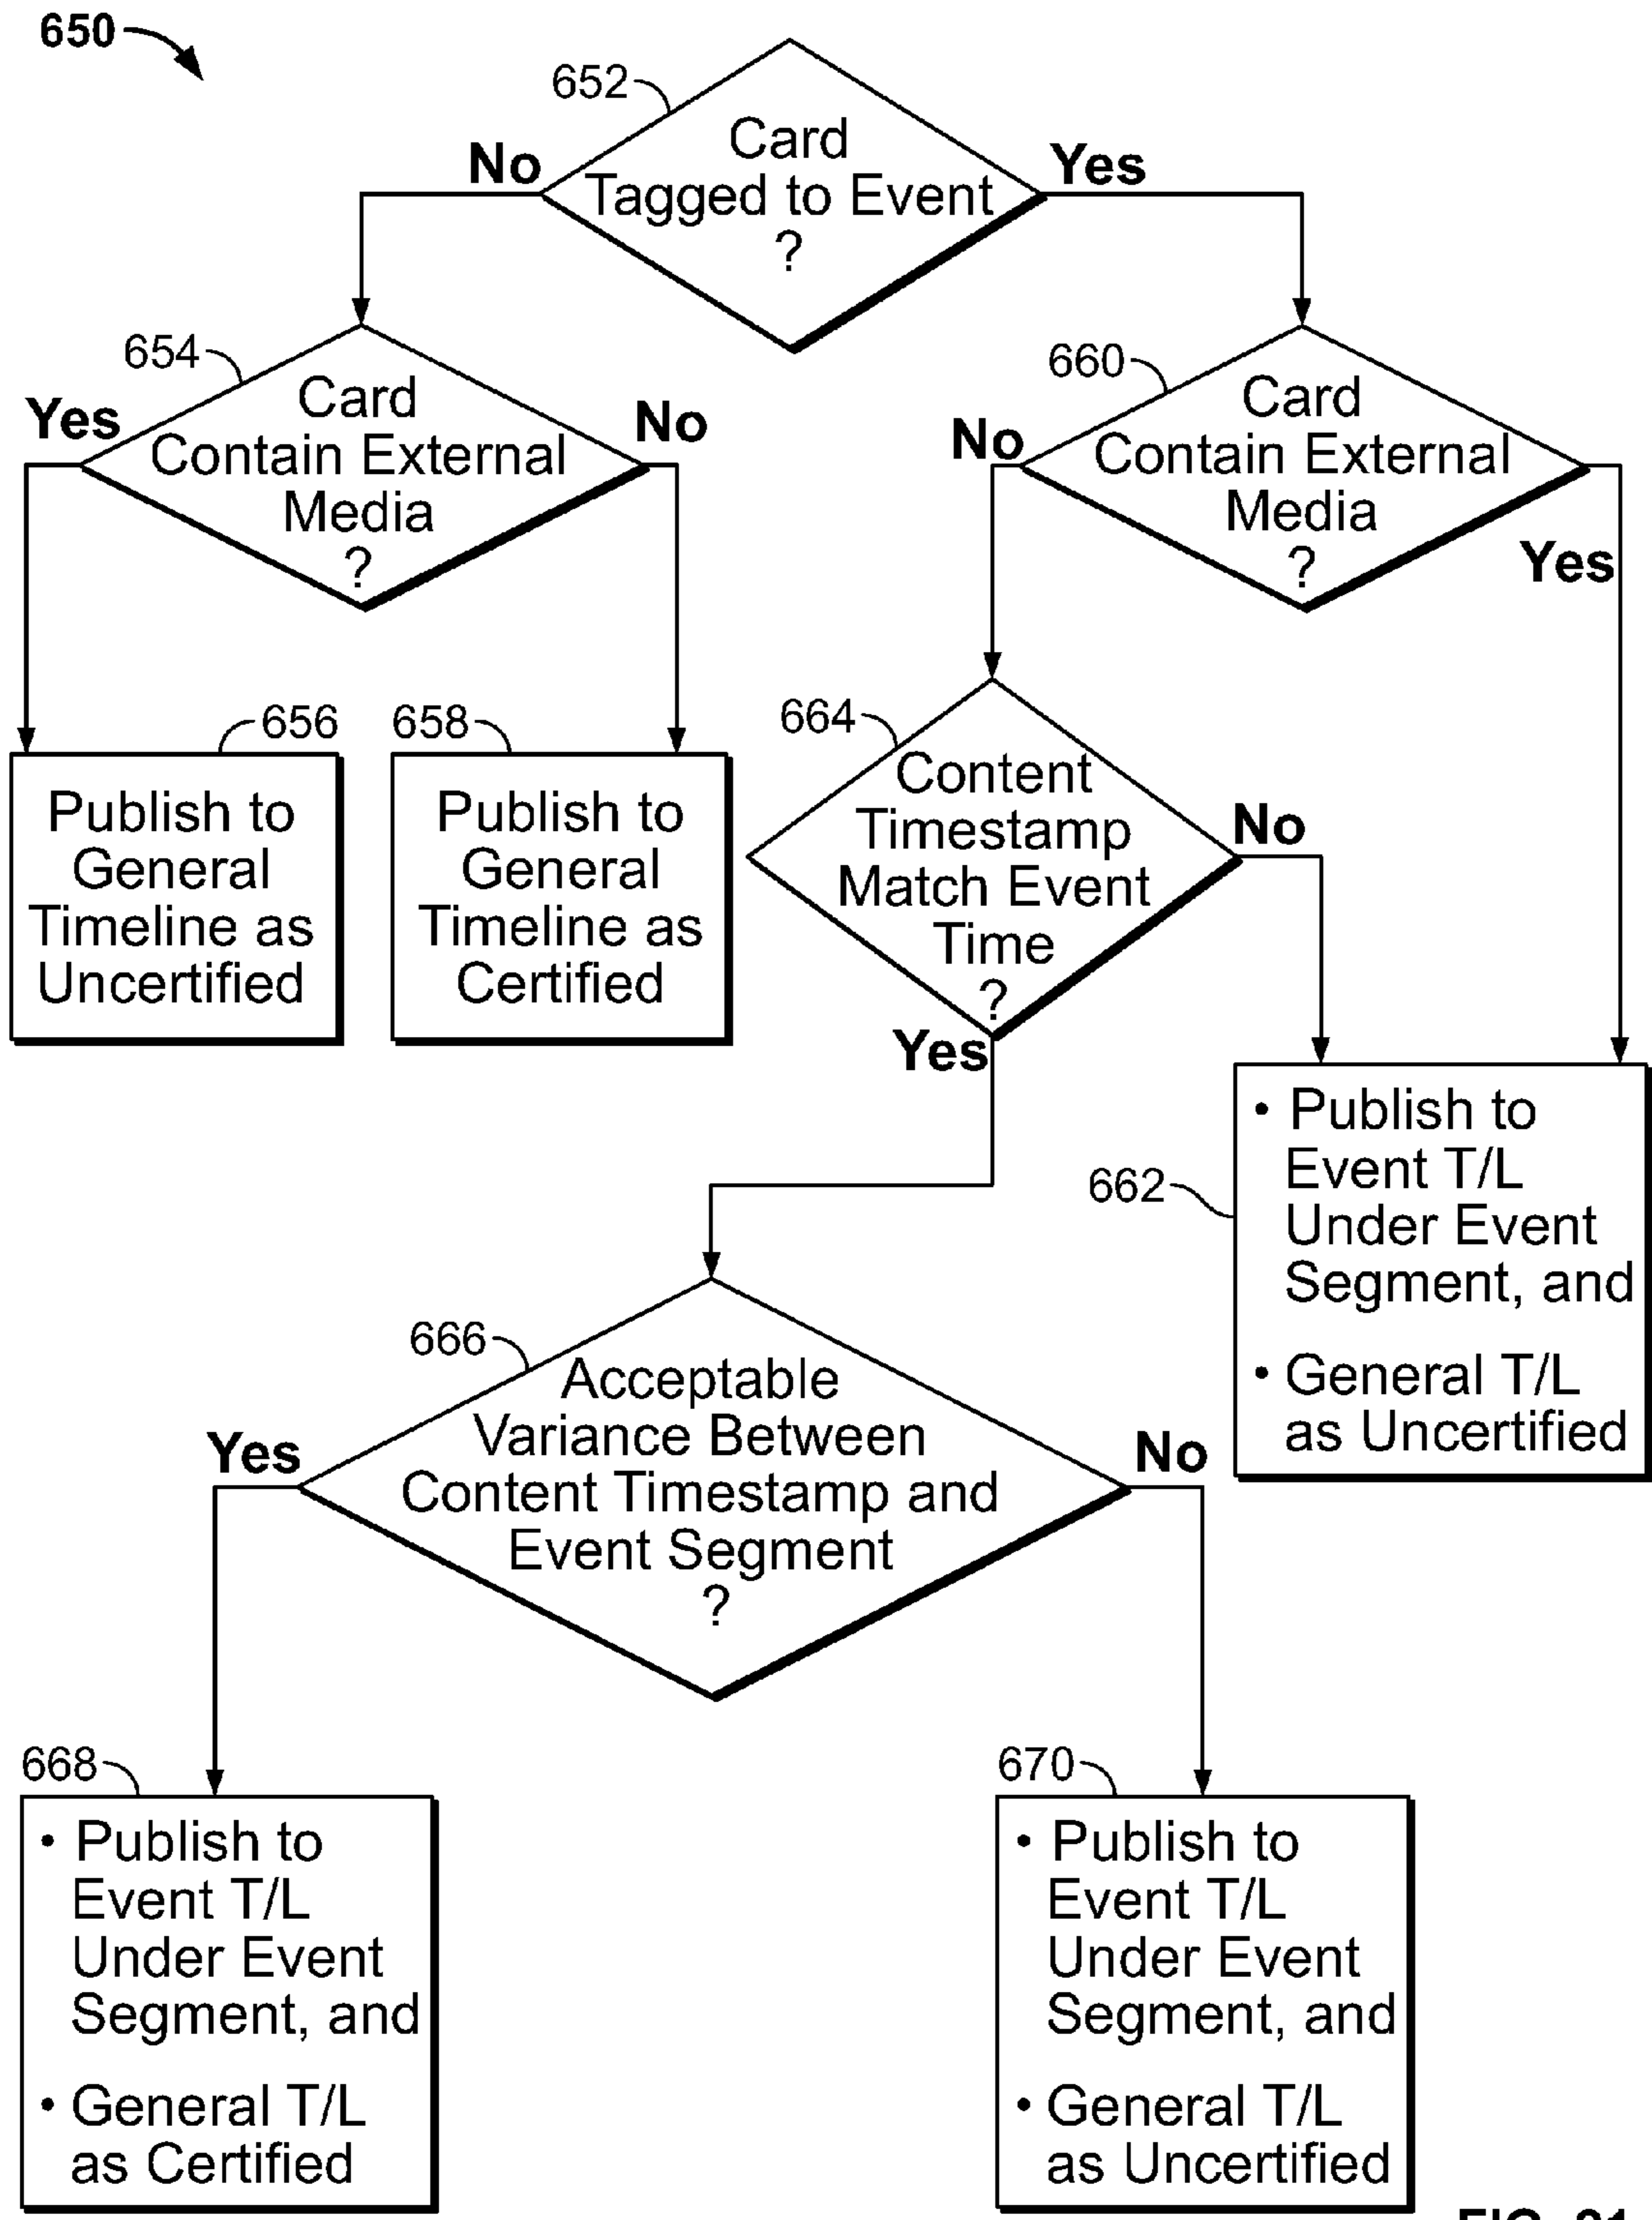 650
652
Card
Tagged to Event
?
No
Yes
654
Card
Contain External
Media
?
Yes
No
660
Card
Contain External
Media
?
No
Yes
656
Publish to
General
Timeline as
Uncertified
658
Publish to
General
Timeline as
Certified
664
Content
Timestamp
Match Event
Time
?
No
Yes
662
• Publish to
Event T/L
Under Event
Segment, and
• General T/L
as Uncertified
666
Acceptable
Variance Between
Content Timestamp and
Event Segment
?
Yes
No
668
• Publish to
Event T/L
Under Event
Segment, and
• General T/L
as Certified
670
• Publish to
Event T/L
Under Event
Segment, and
• General T/L
as Uncertified